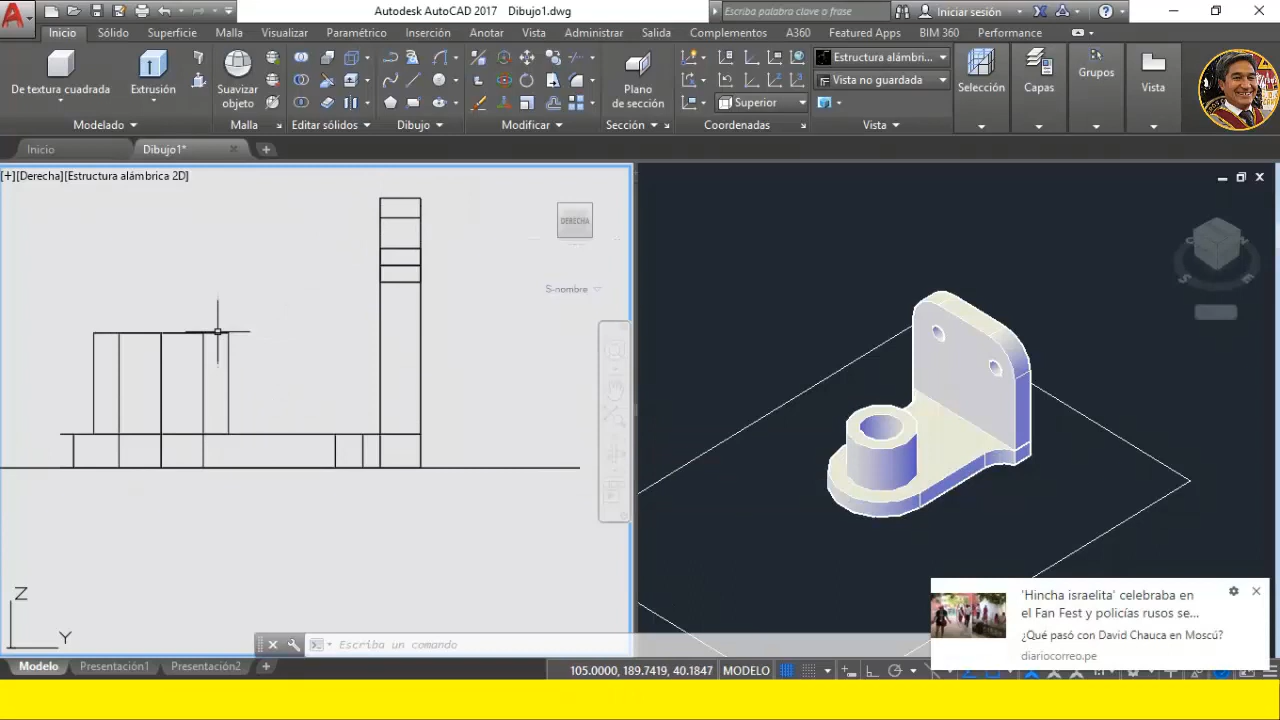 Autodesk AutoCAD 2017 Dibujo1.dwg
Escriba palabra clave o frase
Iniciar sesión
Inicio Sólido Superficie Malla Visualizar Paramétrico Inserción Anotar Vista Administrar Salida Complementos A360 Featured Apps BIM 360 Performance
De textura cuadrada
Extrusión
Suavizar
objeto
Plano
de sección
Estructura alámbri...
Vista no guardada
Superior
Selección
Capas
Grupos
Vista
Modelado Malla Editar sólidos Dibujo Modificar Sección Coordenadas Vista
Inicio
Dibujo1*
[+][Derecha][Estructura alámbrica 2D]
DERECHA
S-nombre
S
E
Z
Y
'Hincha israelita' celebraba en
el Fan Fest y policías rusos se...
¿Qué pasó con David Chauca en Moscú?
diariocorreo.pe
Escriba un comando
Modelo Presentación1 Presentación2
105.0000, 189.7419, 40.1847 MODELO